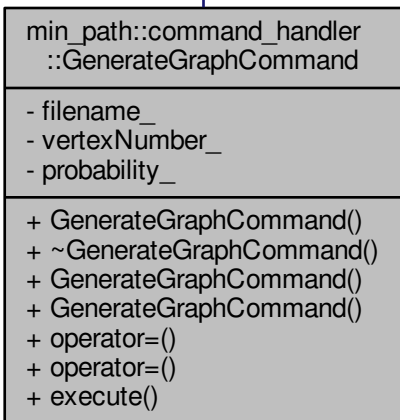 min_path::command_handler
::GenerateGraphCommand
- filename_
- vertexNumber_
- probability_
+ GenerateGraphCommand()
+ ~GenerateGraphCommand()
+ GenerateGraphCommand()
+ GenerateGraphCommand()
+ operator=()
+ operator=()
+ execute()